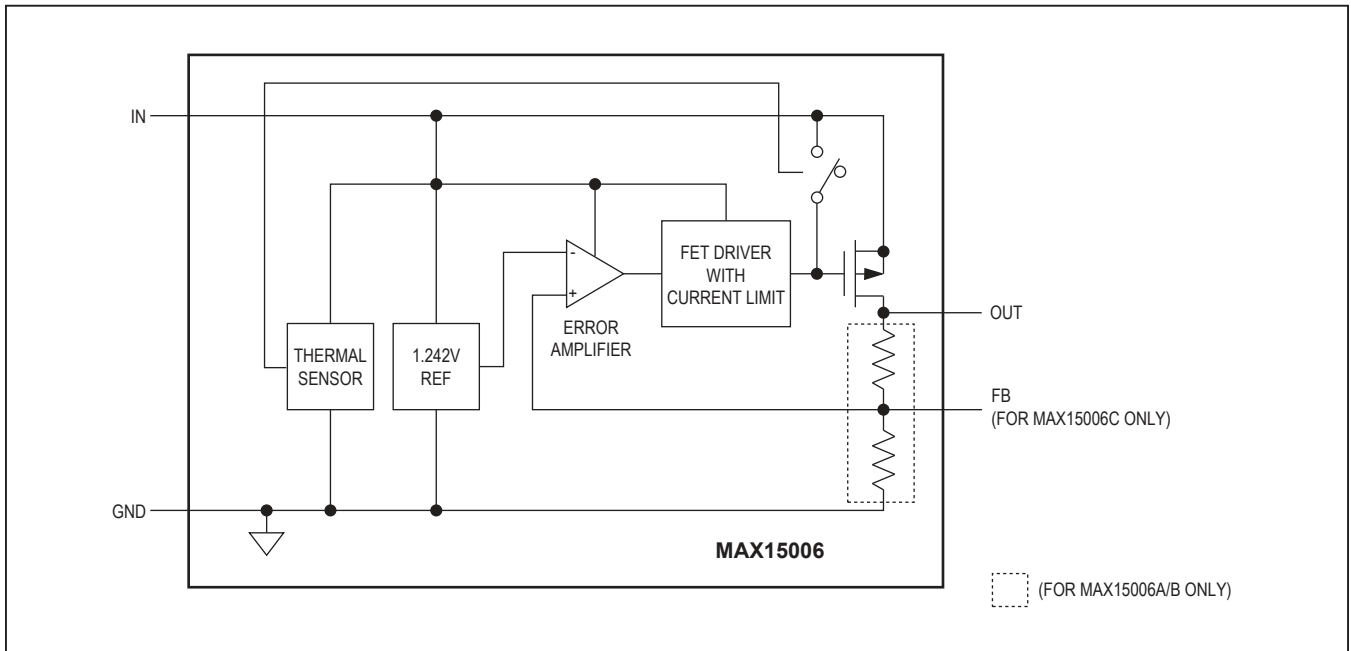 IN
FET DRIVER
WITH
CURRENT LIMIT
-
+
ERROR
AMPLIFIER
OUT
THERMAL
SENSOR
1.242V
REF
FB
(FOR MAX15006C ONLY)
GND
MAX15006
(FOR MAX15006A/B ONLY)